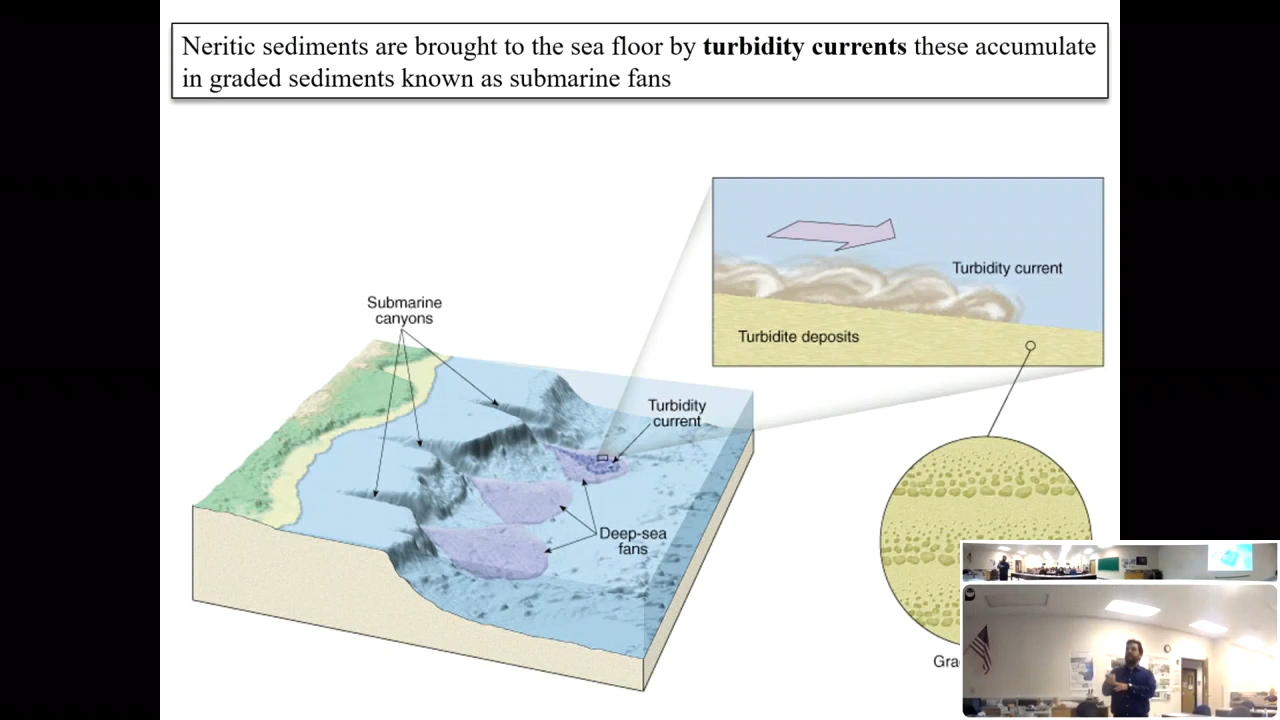 Neritic sediments are brought to the sea floor by turbidity currents these accumulate
in graded sediments known as submarine fans
Turbidity current
Turbidite deposits
Submarine
canyons
Turbidity
current
Deep-sea
fans